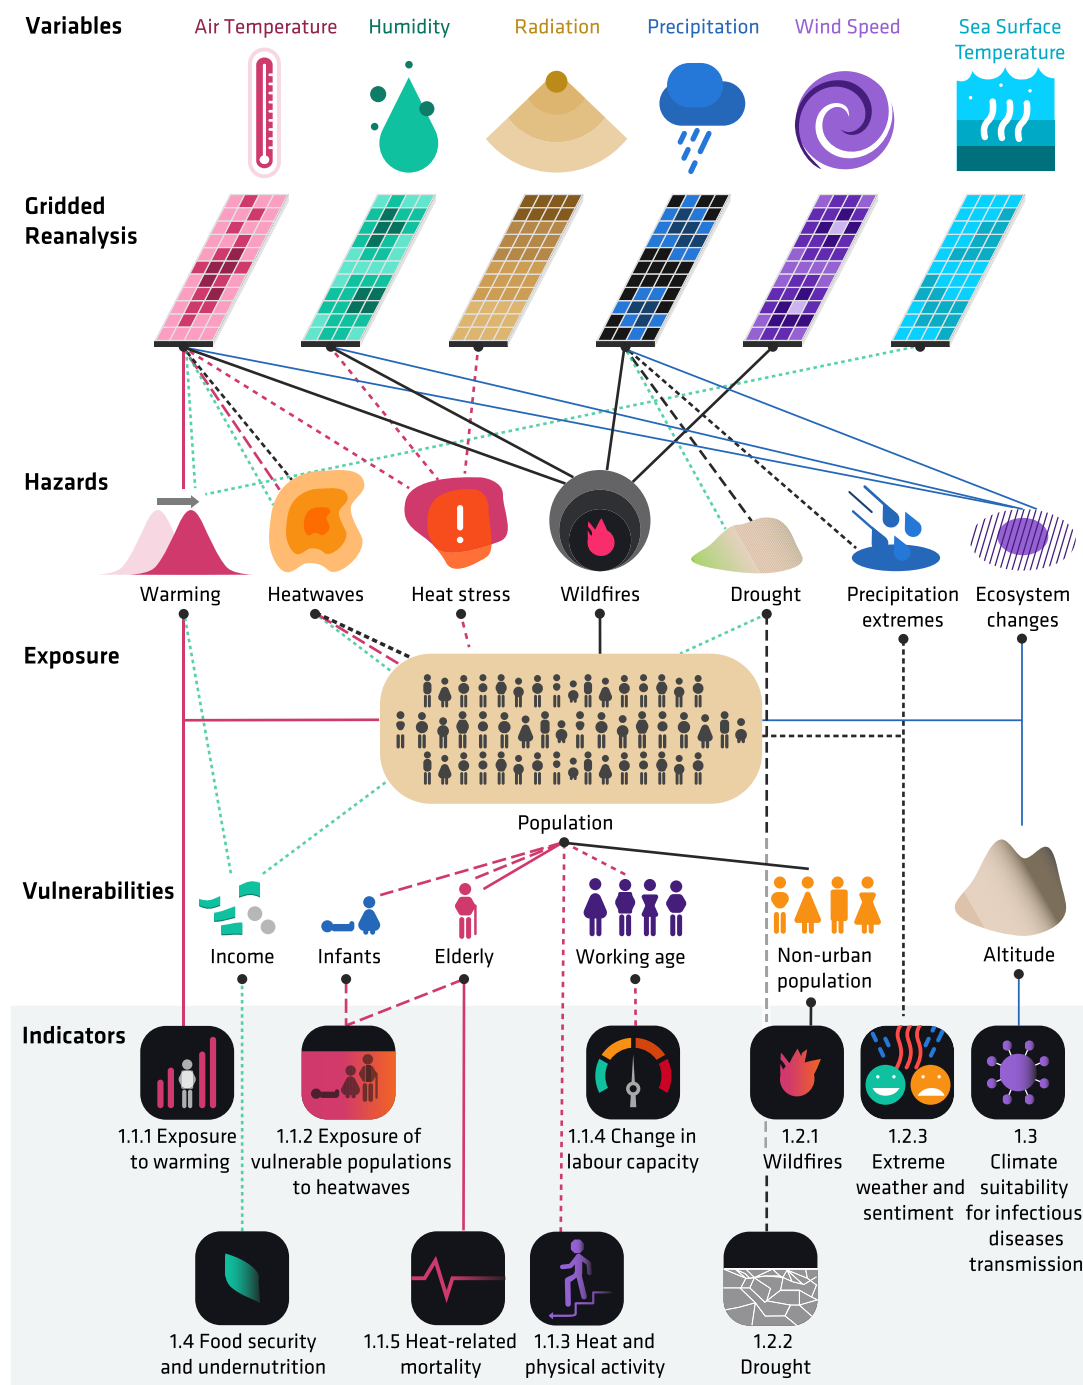 Variables
Air Temperature
Humidity
Radiation
Precipitation
Wind Speed
Sea Surface
Temperature
Gridded
Reanalysis
Hazards
Warming
Heatwaves
Heat stress
Wildfires
Drought
Precipitation
extremes
Ecosystem
changes
Exposure
Population
Vulnerabilities
Income
Infants
Elderly
Working age
Non-urban
population
Altitude
Indicators
1.1.1 Exposure
to warming
1.1.2 Exposure of
vulnerable populations
to heatwaves
1.1.4 Change in
labour capacity
1.2.1
Wildfires
1.2.3
Extreme
weather and
sentiment
1.3
Climate
suitability
for infectious
diseases
transmission
1.4 Food security
and undernutrition
1.1.5 Heat-related
mortality
1.1.3 Heat and
physical activity
1.2.2
Drought